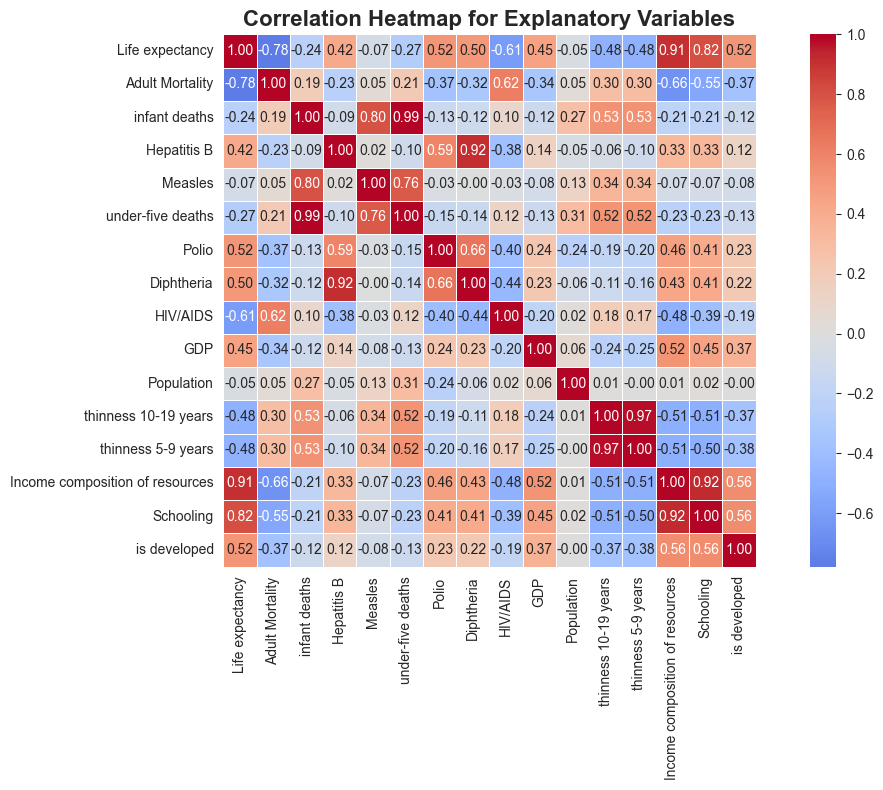 Correlation Heatmap for Explanatory Variables
Life expectancy 1.00 -0.78 -0.24 0.42 -0.07 -0.27 0.52 0.50 -0.61 0.45 -0.05 -0.48 -0.48 0.91 0.82 0.52
Adult Mortality -0.78 1.00 0.19 -0.23 0.05 0.21 -0.37 -0.32 0.62 -0.34 0.05 0.30 0.30 -0.66 -0.55 -0.37
infant deaths -0.24 0.19 1.00 -0.09 0.80 0.99 -0.13 -0.12 0.10 -0.12 0.27 0.53 0.53 -0.21 -0.21 -0.12
Hepatitis B 0.42 -0.23 -0.09 1.00 0.02 -0.10 0.59 0.92 -0.38 0.14 -0.05 -0.06 -0.10 0.33 0.33 0.12
Measles -0.07 0.05 0.80 0.02 1.00 0.76 -0.03 -0.00 -0.03 -0.08 0.13 0.34 0.34 -0.07 -0.07 -0.08
under-five deaths -0.27 0.21 0.99 -0.10 0.76 1.00 -0.15 -0.14 0.12 -0.13 0.31 0.52 0.52 -0.23 -0.23 -0.13
Polio 0.52 -0.37 -0.13 0.59 -0.03 -0.15 1.00 0.66 -0.40 0.24 -0.24 -0.19 -0.20 0.46 0.41 0.23
Diphtheria 0.50 -0.32 -0.12 0.92 -0.00 -0.14 0.66 1.00 -0.44 0.23 -0.06 -0.11 -0.16 0.43 0.41 0.22
HIV/AIDS -0.61 0.62 0.10 -0.38 -0.03 0.12 -0.40 -0.44 1.00 -0.20 0.02 0.18 0.17 -0.48 -0.39 -0.19
GDP 0.45 -0.34 -0.12 0.14 -0.08 -0.13 0.24 0.23 -0.20 1.00 0.06 -0.24 -0.25 0.52 0.45 0.37
Population -0.05 0.05 0.27 -0.05 0.13 0.31 -0.24 -0.06 0.02 0.06 1.00 0.01 -0.00 0.01 0.02 -0.00
thinness 10-19 years -0.48 0.30 0.53 -0.06 0.34 0.52 -0.19 -0.11 0.18 -0.24 0.01 1.00 0.97 -0.51 -0.51 -0.37
thinness 5-9 years -0.48 0.30 0.53 -0.10 0.34 0.52 -0.20 -0.16 0.17 -0.25 -0.00 0.97 1.00 -0.51 -0.50 -0.38
Income composition of resources 0.91 -0.66 -0.21 0.33 -0.07 -0.23 0.46 0.43 -0.48 0.52 0.01 -0.51 -0.51 1.00 0.92 0.56
Schooling 0.82 -0.55 -0.21 0.33 -0.07 -0.23 0.41 0.41 -0.39 0.45 0.02 -0.51 -0.50 0.92 1.00 0.56
is developed 0.52 -0.37 -0.12 0.12 -0.08 -0.13 0.23 0.22 -0.19 0.37 -0.00 -0.37 -0.38 0.56 0.56 1.00
Life expectancy
Adult Mortality
infant deaths
Hepatitis B
Measles
under-five deaths
Polio
Diphtheria
HIV/AIDS
GDP
Population
thinness 10-19 years
thinness 5-9 years
Income composition of resources
Schooling
is developed
1.0
0.8
0.6
0.4
0.2
0.0
−0.2
−0.4
−0.6